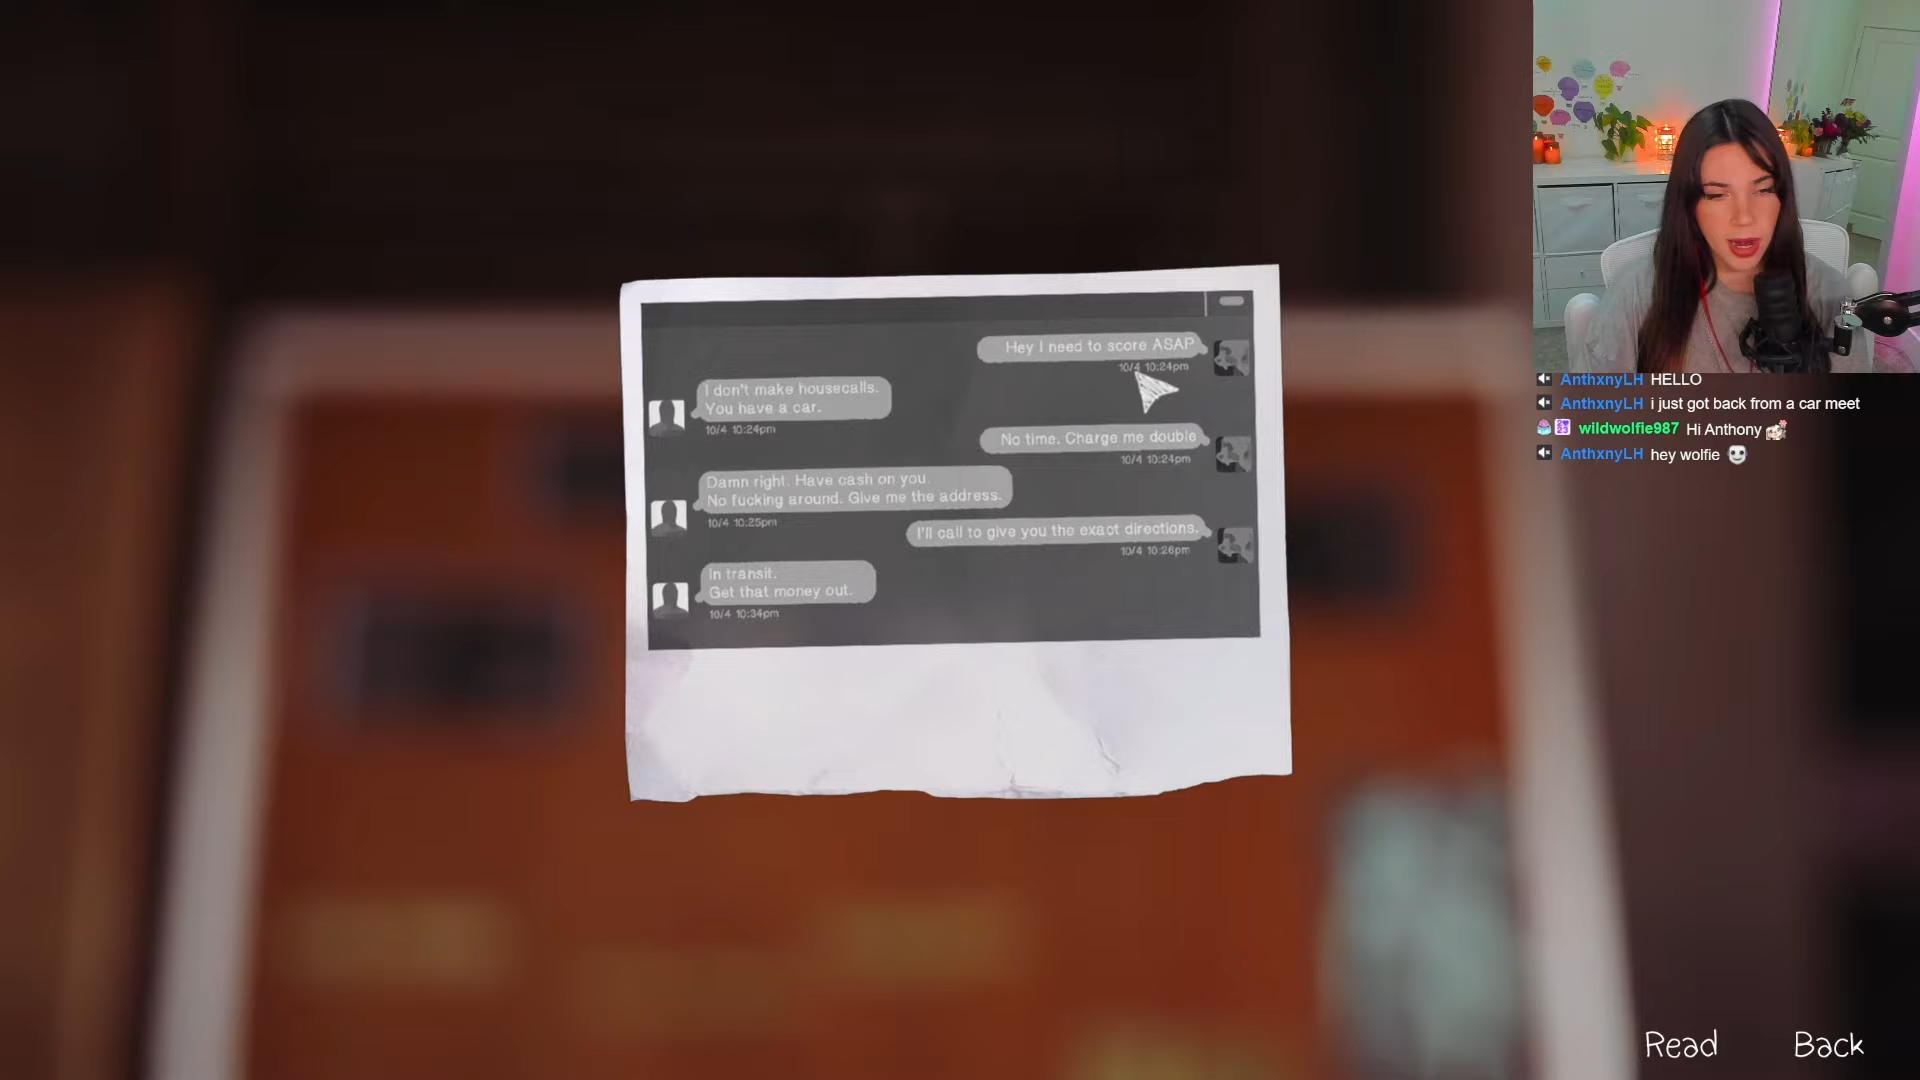 Hey I need to score ASAP
10/4 10:24pm
I don't make housecalls.
You have a car.
10/4 10:24pm
No time. Charge me double
10/4 10:24pm
Damn right. Have cash on you.
No fucking around. Give me the address.
10/4 10:25pm
I'll call to give you the exact directions.
10/4 10:26pm
In transit.
Get that money out.
10/4 10:34pm
AnthxnyLH HELLO
AnthxnyLH i just got back from a car meet
wildwolfie987 Hi Anthony
AnthxnyLH hey wolfie
Read Back